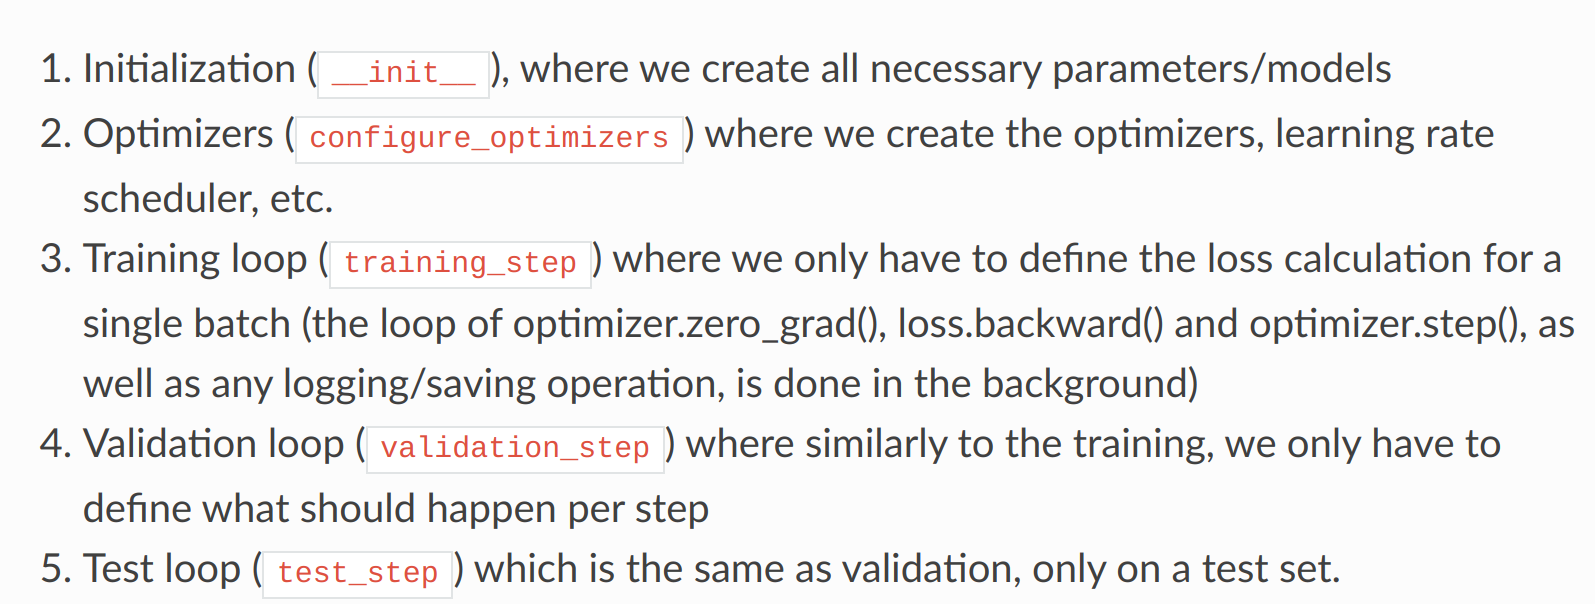 1. Initialization (__init__), where we create all necessary parameters/models
2. Optimizers (configure_optimizers) where we create the optimizers, learning rate
scheduler, etc.
3. Training loop (training_step) where we only have to define the loss calculation for a
single batch (the loop of optimizer.zero_grad(), loss.backward() and optimizer.step(), as
well as any logging/saving operation, is done in the background)
4. Validation loop (validation_step) where similarly to the training, we only have to
define what should happen per step
5. Test loop (test_step) which is the same as validation, only on a test set.